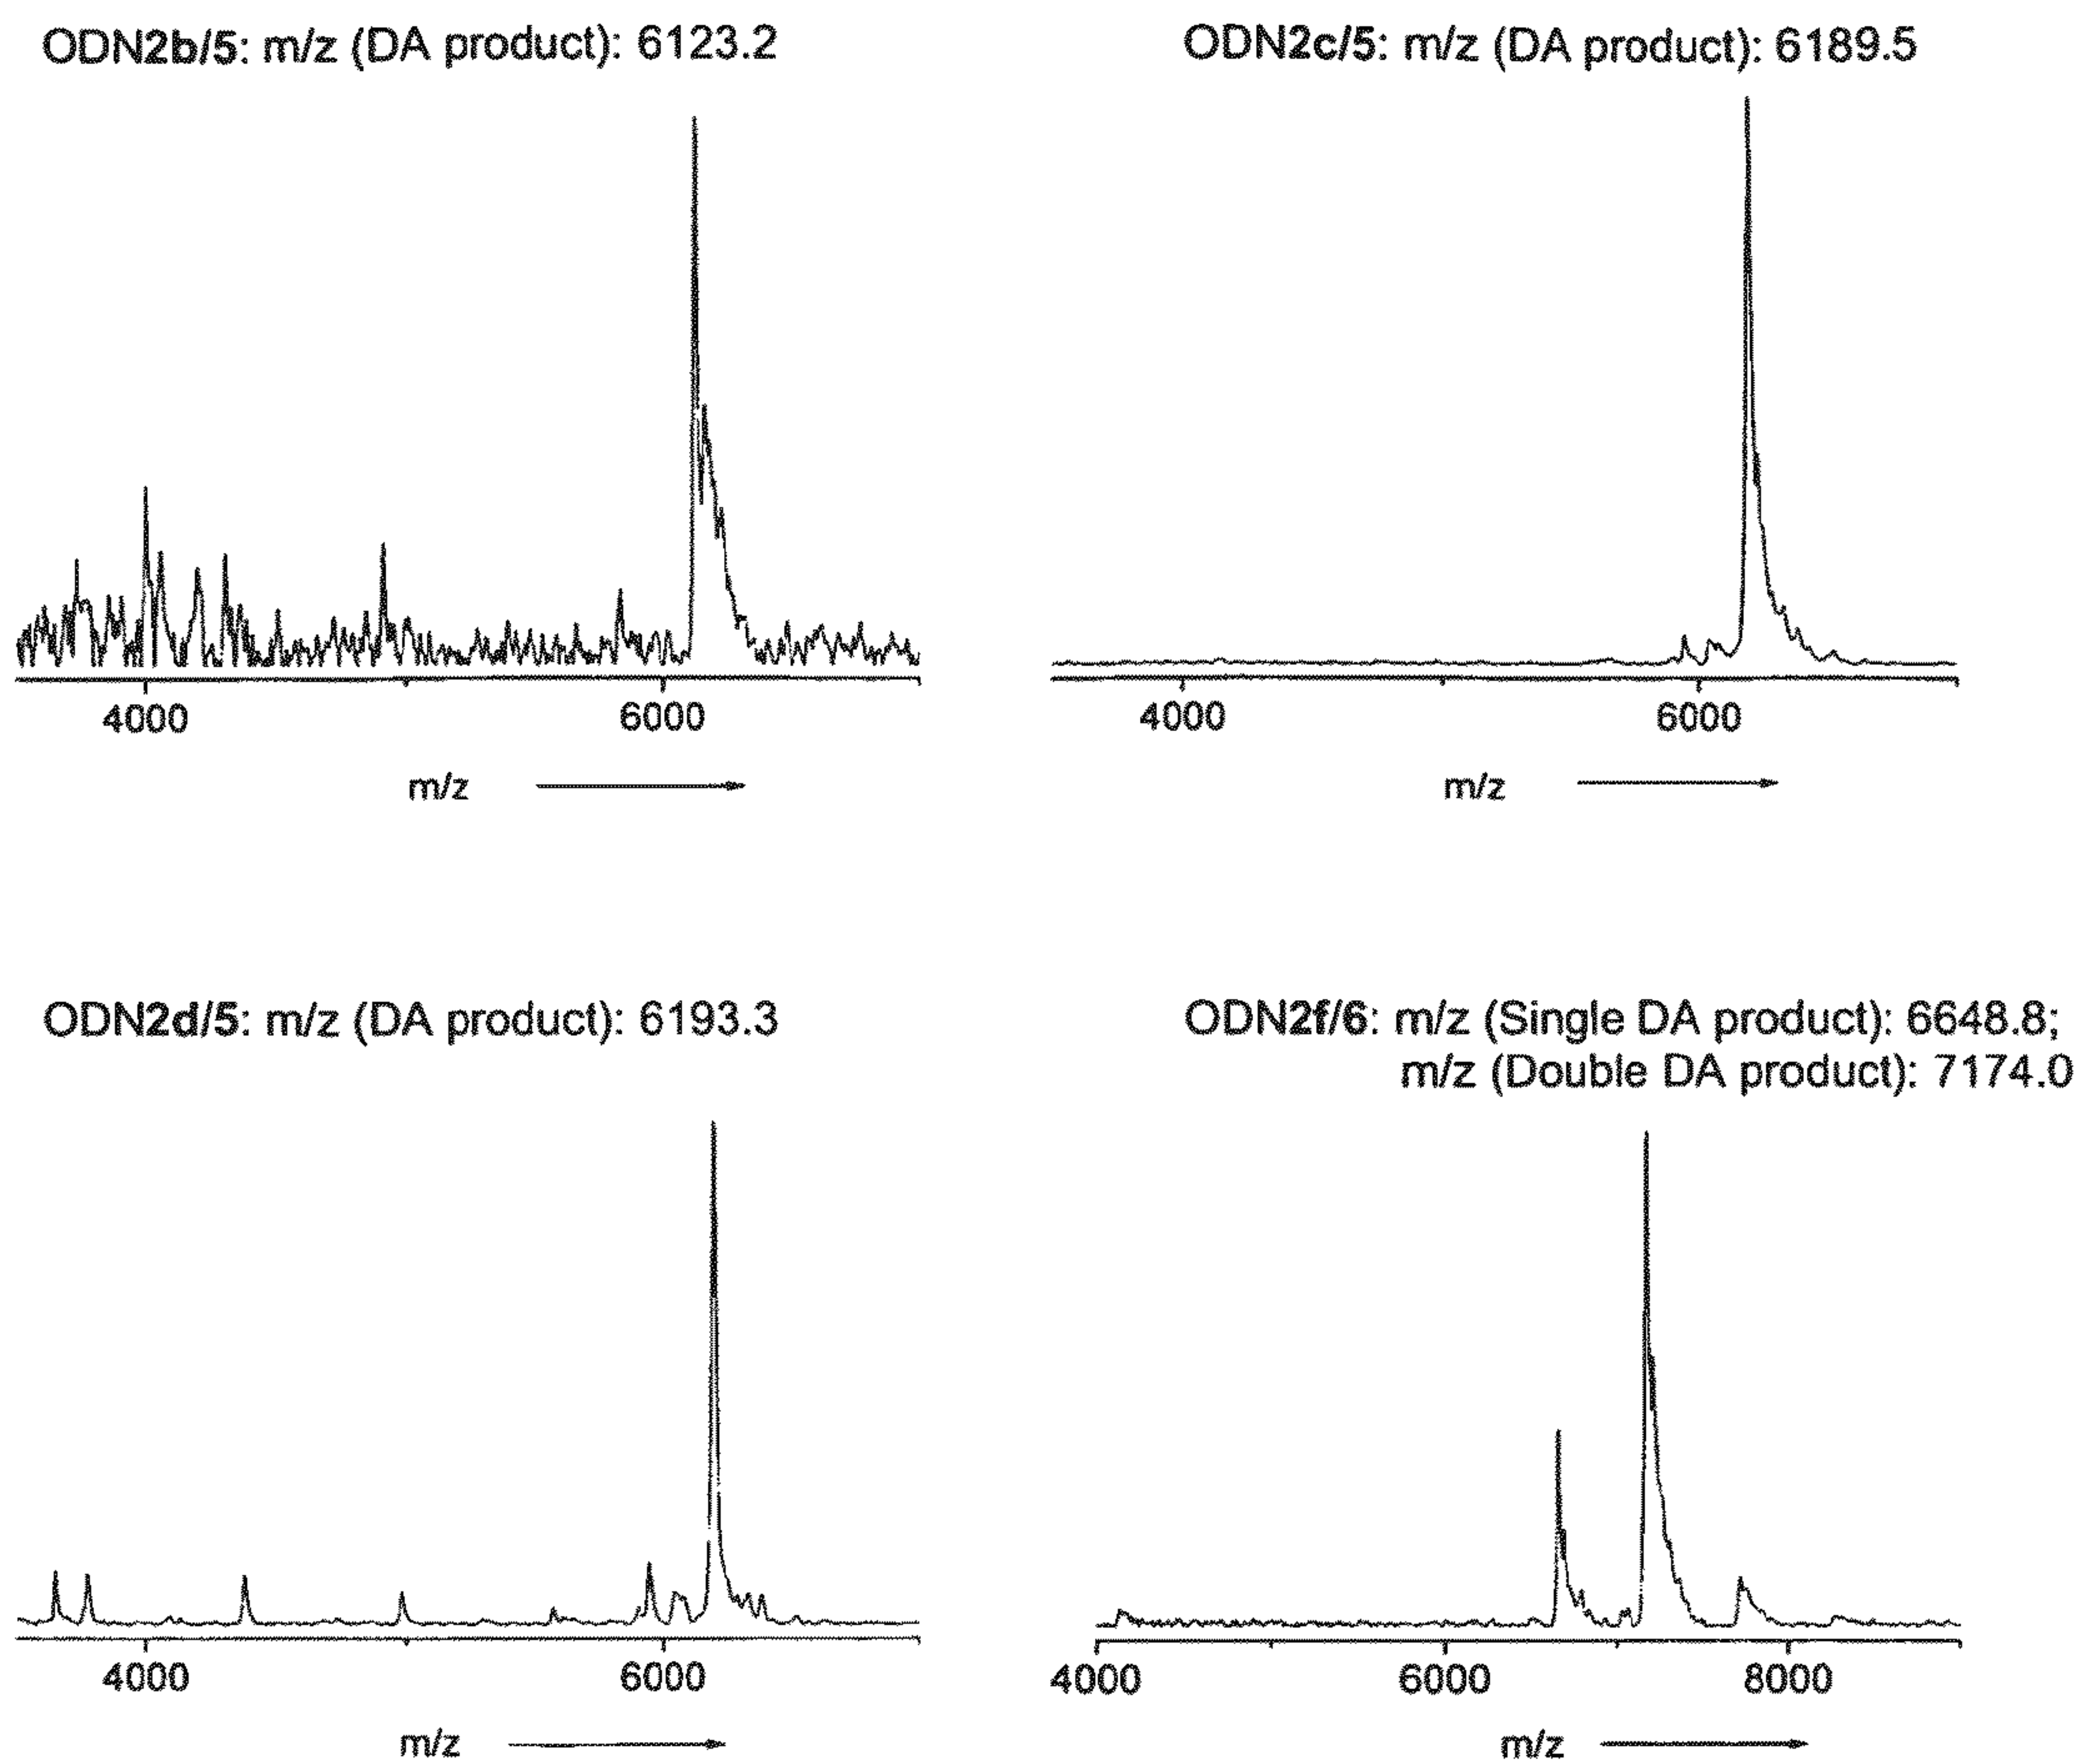 ODN2b/5: m/z (DA product): 6123.2
ODN2c/5: m/z (DA product): 6189.5
4000 6000
m/z
4000 6000
m/z
ODN2d/5: m/z (DA product): 6193.3
ODN2f/6: m/z (Single DA product): 6648.8;
m/z (Double DA product): 7174.0
4000 6000
m/z
4000 6000 8000
m/z